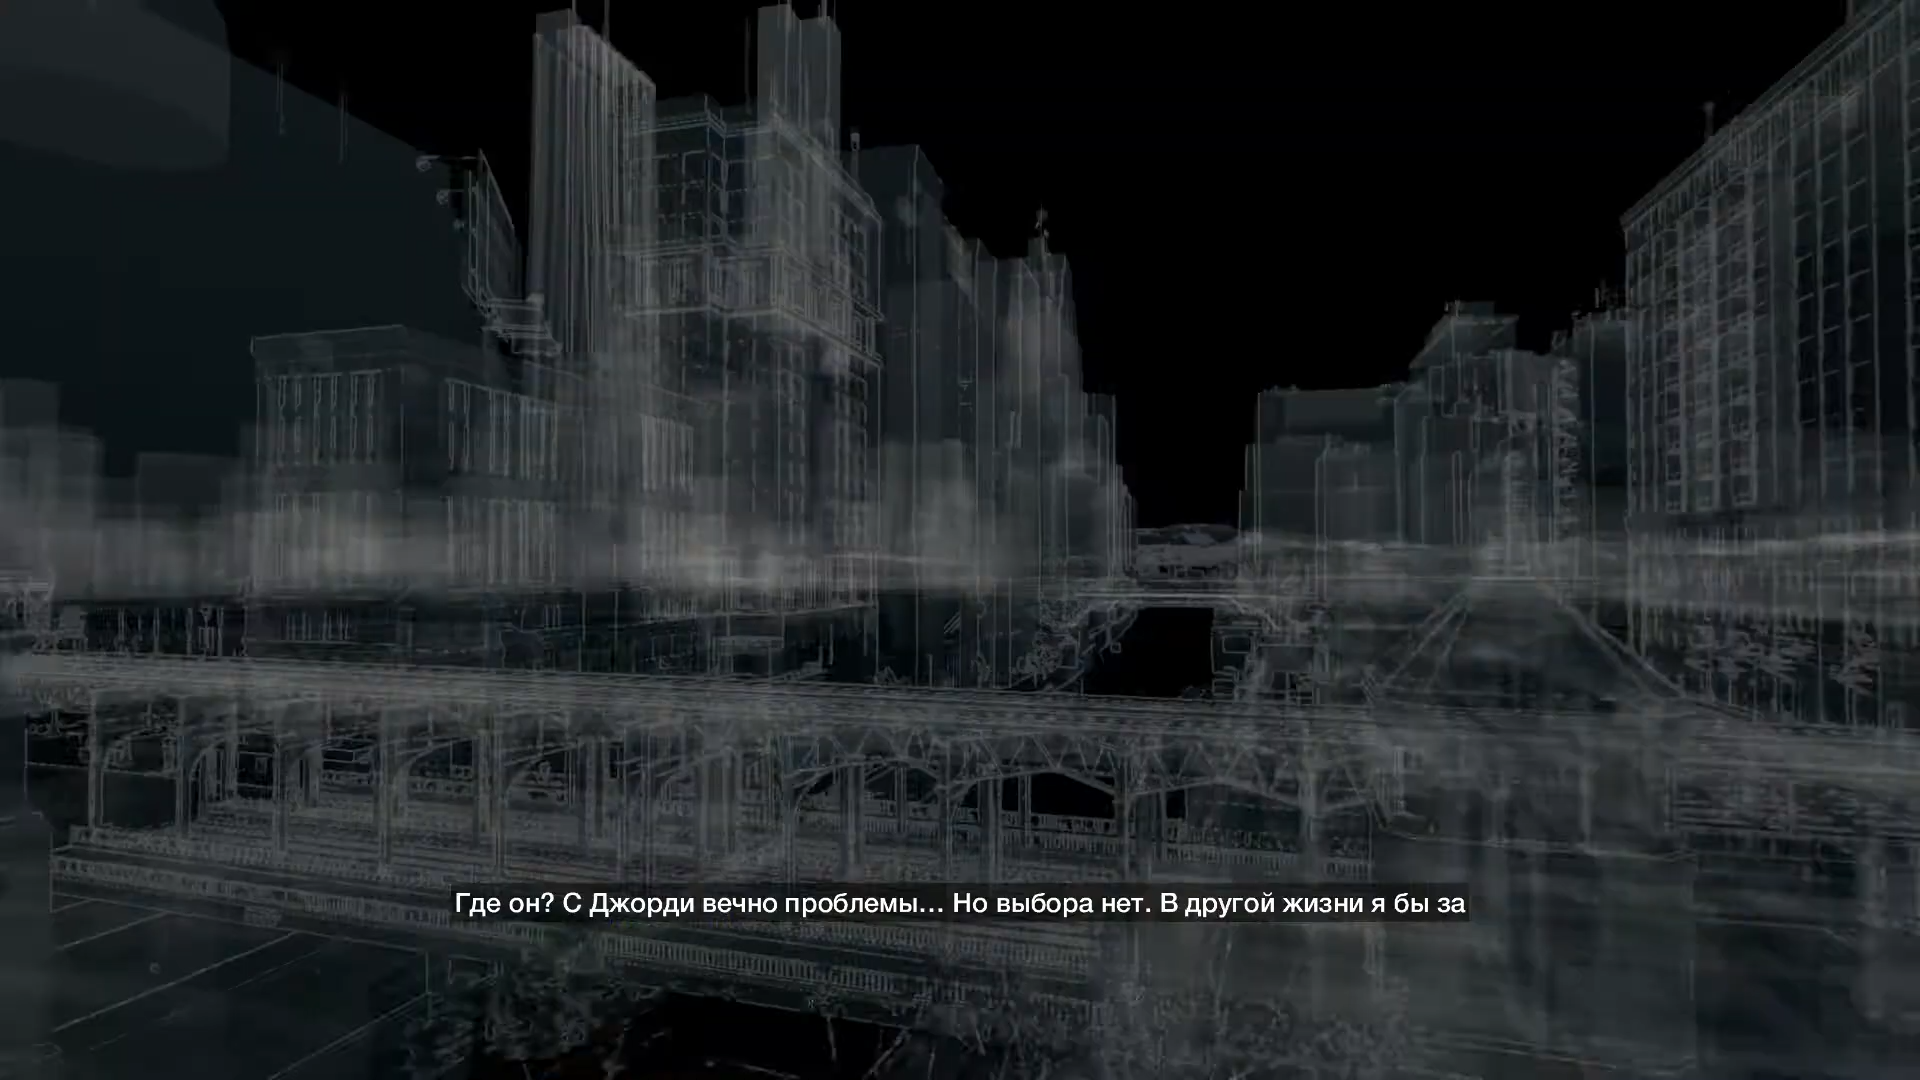 Где он? С Джорди вечно проблемы... Но выбора нет. В другой жизни я бы за